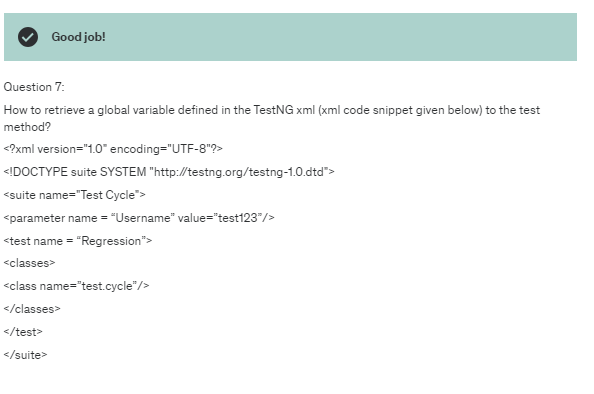 Good job!
Question 7:
How to retrieve a global variable defined in the TestNG xml (xml code snippet given below) to the test
method?
<?xml version="1.0" encoding="UTF-8"?>
<!DOCTYPE suite SYSTEM "http://testng.org/testng-1.0.dtd">
<suite name="Test Cycle">
<parameter name = “Username” value=”test123”/>
<test name = “Regression”>
<classes>
<class name=”test.cycle”/>
</classes>
</test>
</suite>